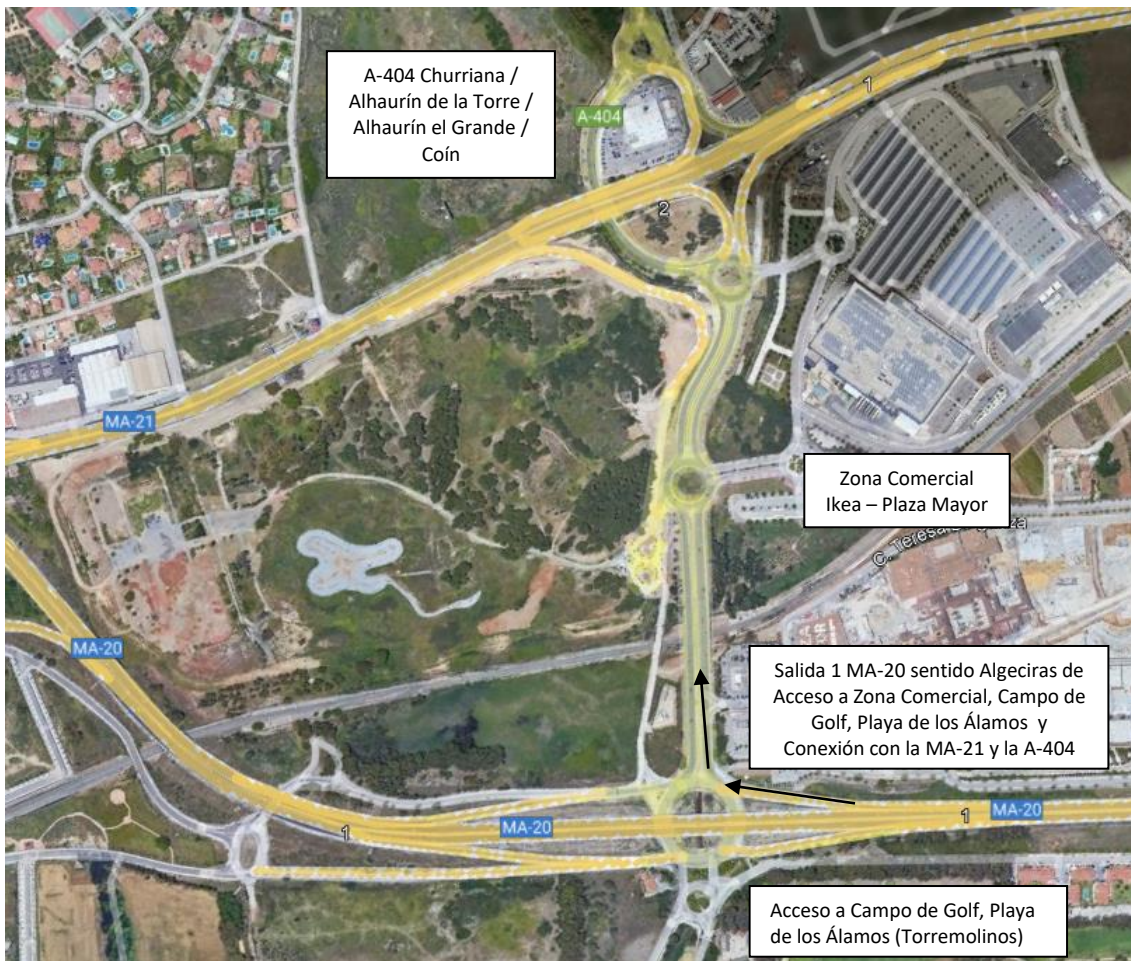 A-404 Churriana /
Alhaurín de la Torre /
Alhaurín el Grande /
Coín
1
A-404
2
MA-21
Zona Comercial
Ikea – Plaza Mayor
C. Teresa
MA-20
Salida 1 MA-20 sentido Algeciras de
Acceso a Zona Comercial, Campo de
Golf, Playa de los Álamos y
Conexión con la MA-21 y la A-404
1
MA-20
1
MA-20
Acceso a Campo de Golf, Playa
de los Álamos (Torremolinos)